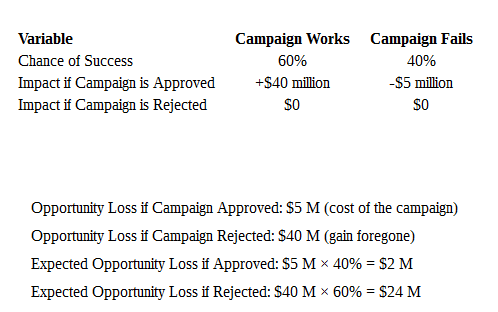 Variable Campaign Works Campaign Fails
Chance of Success 60% 40%
Impact if Campaign is Approved +$40 million -$5 million
Impact if Campaign is Rejected $0 $0
Opportunity Loss if Campaign Approved: $5 M (cost of the campaign)
Opportunity Loss if Campaign Rejected: $40 M (gain foregone)
Expected Opportunity Loss if Approved: $5 M × 40% = $2 M
Expected Opportunity Loss if Rejected: $40 M × 60% = $24 M